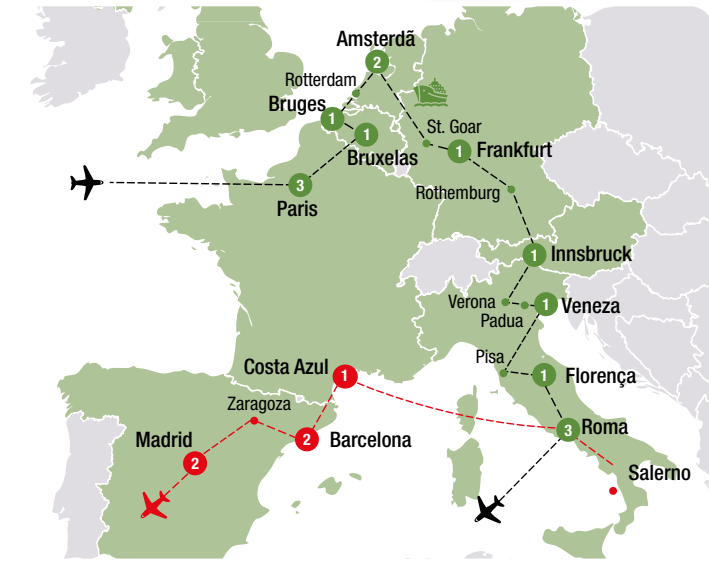 Amsterdã
2
Rotterdam
Bruges
1
1
Bruxelas
St. Goar
1
Frankfurt
3
Paris
Rothemburg
1
Innsbruck
Verona
1
Veneza
Padua
Pisa
Costa Azul
1
1
Florença
Zaragoza
Madrid
2
2
Barcelona
3
Roma
Salerno